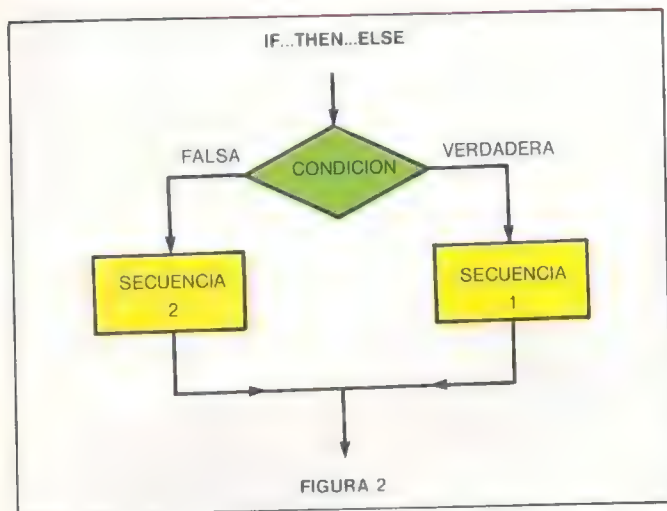 IF...THEN...ELSE
FALSA
VERDADERA
CONDICION
SECUENCIA
2
SECUENCIA
1
FIGURA 2